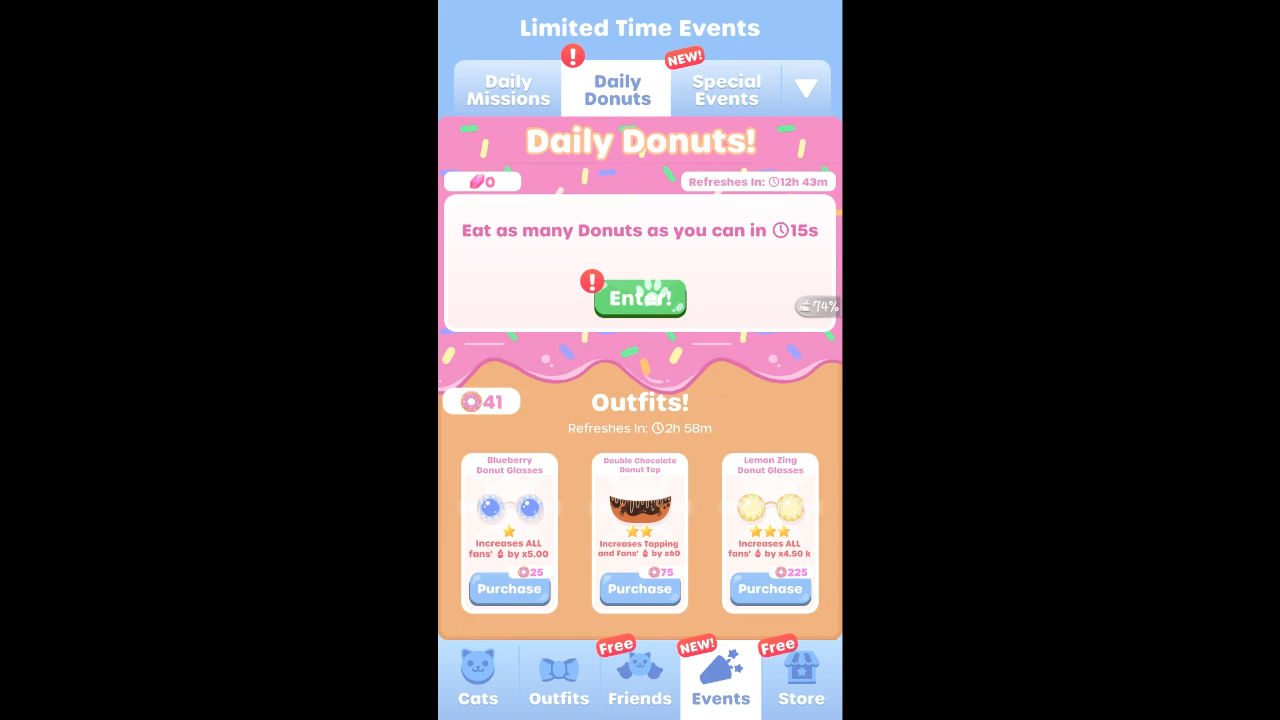 Limited Time Events
!
NEW!
Daily
Missions
Daily
Donuts
Special
Events
Daily Donuts!
0
Refreshes In: 12h 43m
Eat as many Donuts as you can in 15s
!
Enter!
74%
41
Outfits!
Refreshes In: 2h 58m
Blueberry
Donut Glasses
Increases ALL
fans' by x5.00
25
Purchase
Double Chocolate
Donut Top
Increases Tapping
and Fans' by x60
75
Purchase
Lemon Zing
Donut Glasses
Increases ALL
fans' by x4.50 k
225
Purchase
Free
NEW!
Free
Cats
Outfits
Friends
Events
Store